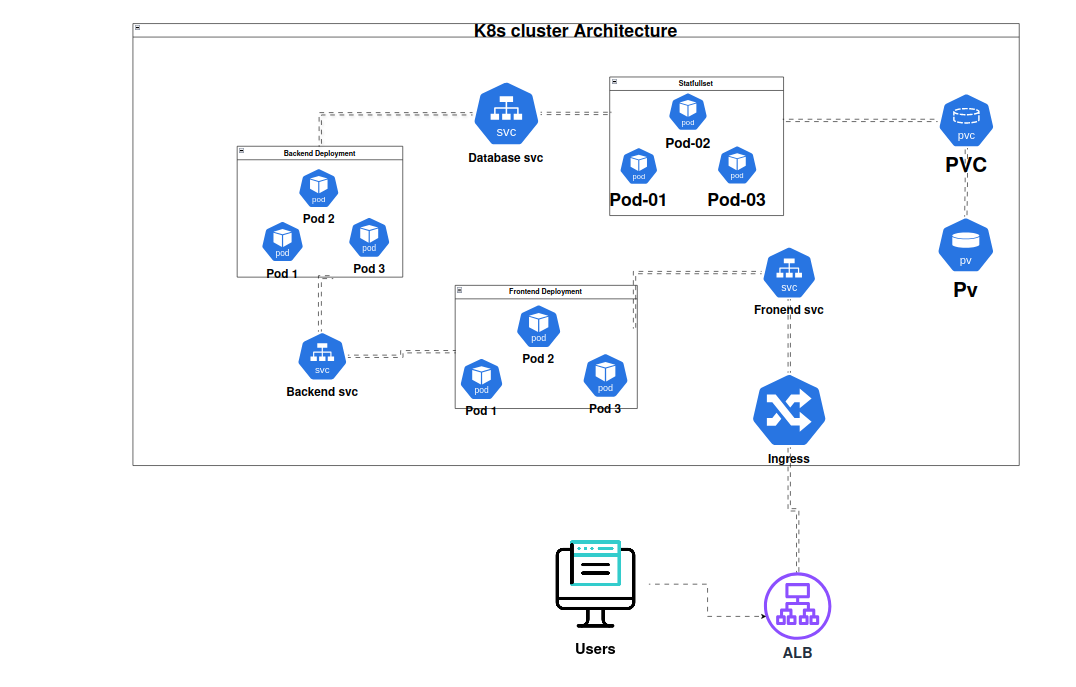 K8s cluster Architecture
Statfullset
pod
Pod-02
pod
Pod-01
pod
Pod-03
svc
Database svc
pvc
PVC
pv
Pv
Backend Deployment
pod
Pod 2
pod
Pod 1
pod
Pod 3
svc
Fronend svc
Frontend Deployment
pod
Pod 2
pod
Pod 1
pod
Pod 3
svc
Backend svc
Ingress
Users
ALB